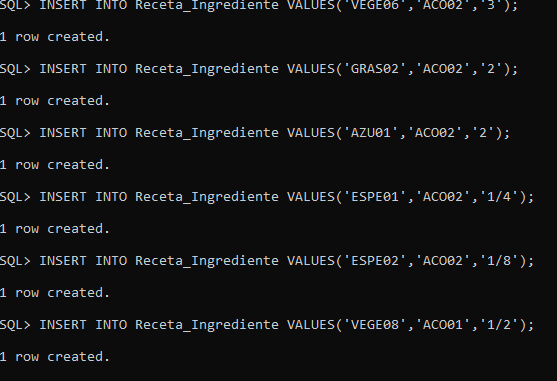 SQL> INSERT INTO Receta_Ingrediente VALUES('VEGE06','ACO02','3');
1 row created.
SQL> INSERT INTO Receta_Ingrediente VALUES('GRAS02','ACO02','2');
1 row created.
SQL> INSERT INTO Receta_Ingrediente VALUES('AZU01','ACO02','2');
1 row created.
SQL> INSERT INTO Receta_Ingrediente VALUES('ESPE01','ACO02','1/4');
1 row created.
SQL> INSERT INTO Receta_Ingrediente VALUES('ESPE02','ACO02','1/8');
1 row created.
SQL> INSERT INTO Receta_Ingrediente VALUES('VEGE08','ACO01','1/2');
1 row created.